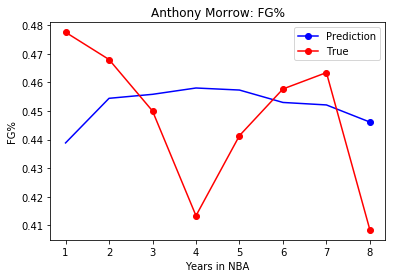 Anthony Morrow: FG%
Prediction
True
FG%
0.48
0.47
0.46
0.45
0.44
0.43
0.42
0.41
1 2 3 4 5 6 7 8
Years in NBA